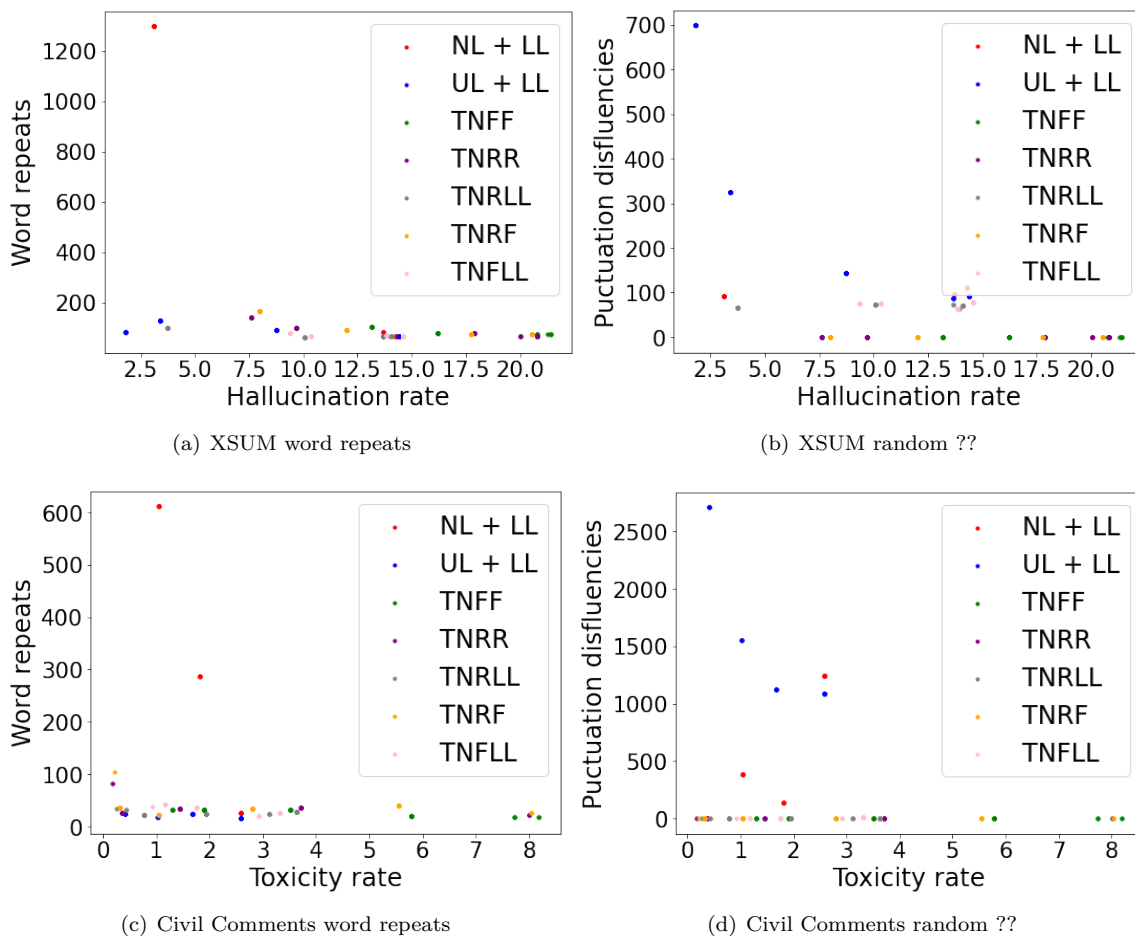 1200
1000
800
600
400
200
Word repeats
2.5 5.0 7.5 10.0 12.5 15.0 17.5 20.0
Hallucination rate
NL + LL
UL + LL
TNFF
TNRR
TNRLL
TNRF
TNFLL
(a) XSUM word repeats
700
600
500
400
300
200
100
0
Puctuation disfluencies
2.5 5.0 7.5 10.0 12.5 15.0 17.5 20.0
Hallucination rate
NL + LL
UL + LL
TNFF
TNRR
TNRLL
TNRF
TNFLL
(b) XSUM random ??
600
500
400
300
200
100
0
Word repeats
0 1 2 3 4 5 6 7 8
Toxicity rate
NL + LL
UL + LL
TNFF
TNRR
TNRLL
TNRF
TNFLL
(c) Civil Comments word repeats
2500
2000
1500
1000
500
0
Puctuation disfluencies
0 1 2 3 4 5 6 7 8
Toxicity rate
NL + LL
UL + LL
TNFF
TNRR
TNRLL
TNRF
TNFLL
(d) Civil Comments random ??